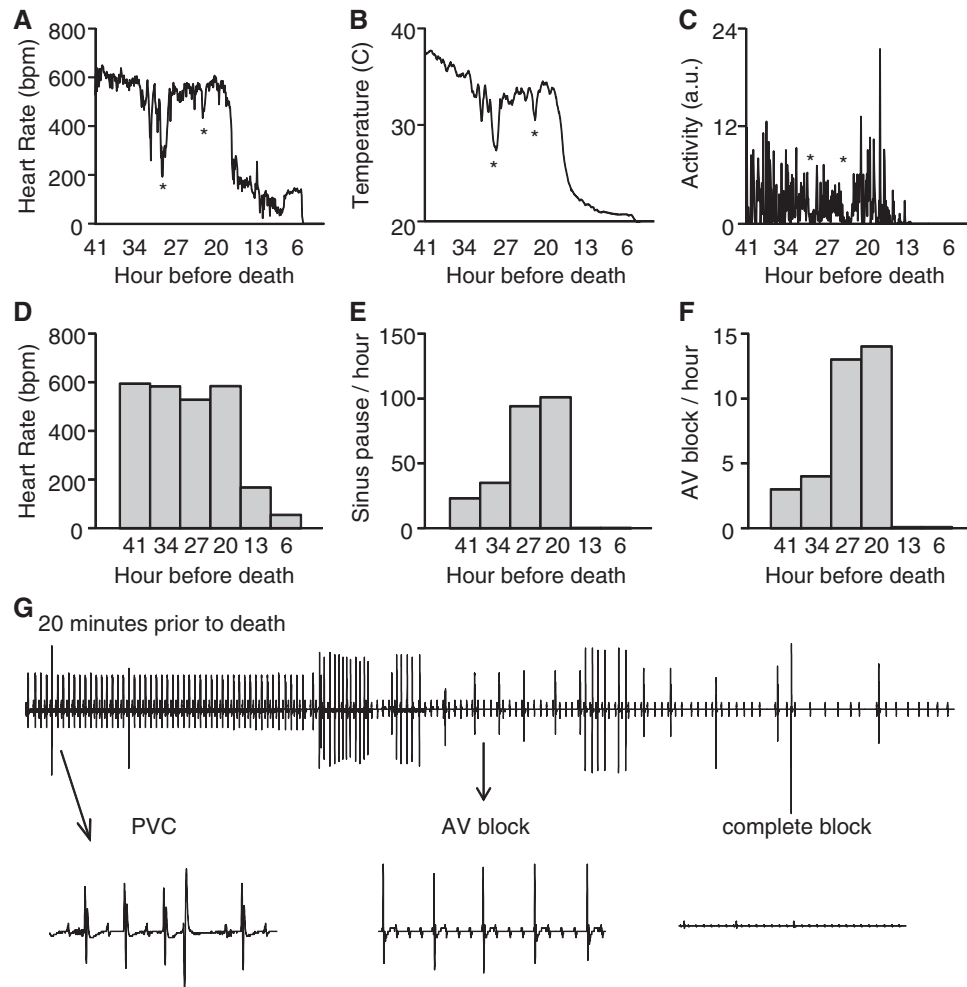 A
Heart Rate (bpm)
800
600
400
200
0
*
*
41 34 27 20 13 6
Hour before death
B
Temperature (C)
40
30
20
*
*
41 34 27 20 13 6
Hour before death
C
Activity (a.u.)
24
12
0
*
*
41 34 27 20 13 6
Hour before death
D
Heart Rate (bpm)
800
600
400
200
0
41 34 27 20 13 6
Hour before death
E
Sinus pause / hour
150
100
50
0
41 34 27 20 13 6
Hour before death
F
AV block / hour
15
10
5
0
41 34 27 20 13 6
Hour before death
G
20 minutes prior to death
PVC
AV block
complete block